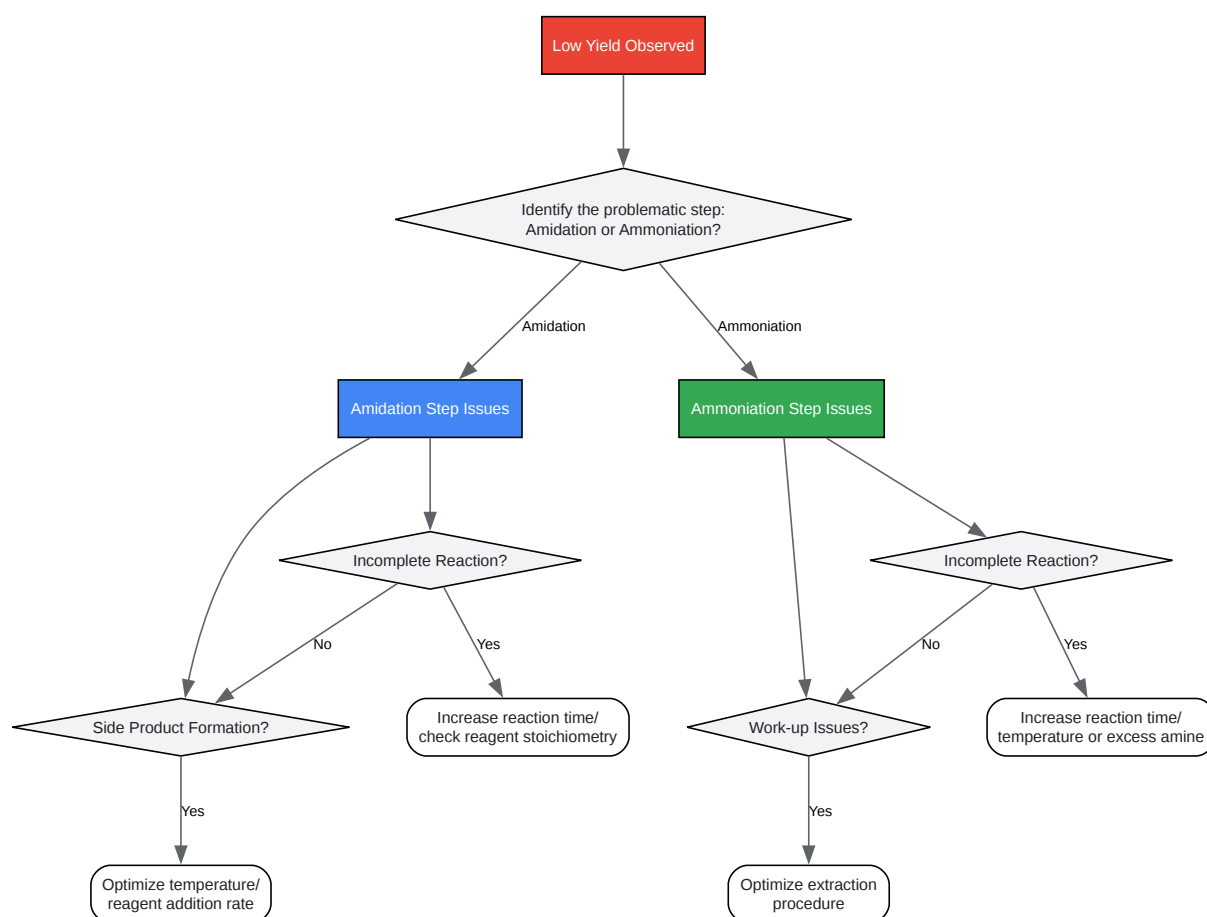 Low Yield Observed
Identify the problematic step:
Amidation or Ammoniation?
Amidation
Ammoniation
Amidation Step Issues
Ammoniation Step Issues
Incomplete Reaction?
Incomplete Reaction?
No
Yes
No
Yes
Side Product Formation?
Increase reaction time/
check reagent stoichiometry
Work-up Issues?
Increase reaction time/
temperature or excess amine
Yes
Yes
Optimize temperature/
reagent addition rate
Optimize extraction
procedure